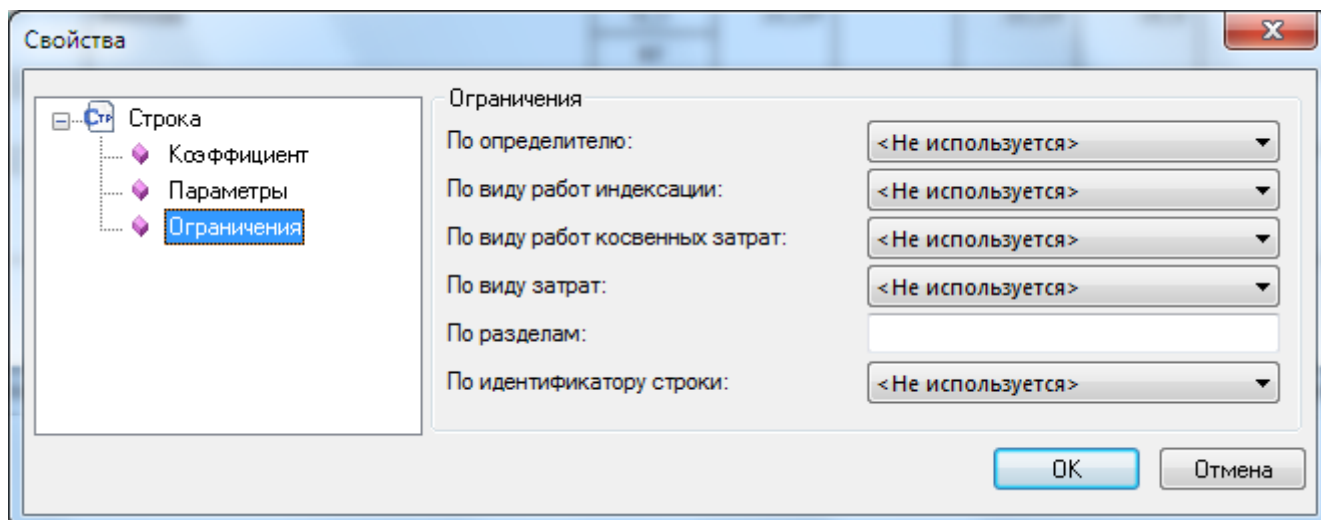 Свойства
Стр Строка
Коэффициент
Параметры
Ограничения
Ограничения
По определителю: <Не используется>
По виду работ индексации: <Не используется>
По виду работ косвенных затрат: <Не используется>
По виду затрат: <Не используется>
По разделам:
По идентификатору строки: <Не используется>
OK Отмена